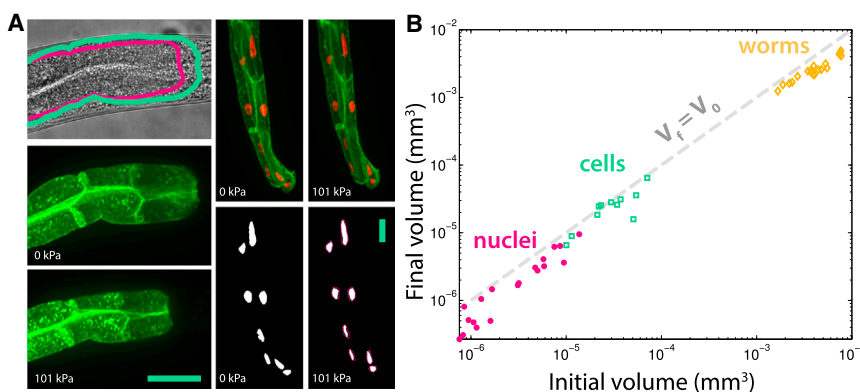 A
0 kPa
101 kPa
0 kPa
101 kPa
0 kPa
101 kPa
B
Final volume (mm³)
10⁻²
10⁻³
10⁻⁴
10⁻⁵
10⁻⁶
worms
V_f = V_0
cells
nuclei
10⁻⁶
10⁻⁵
10⁻⁴
10⁻³
10
Initial volume (mm³)